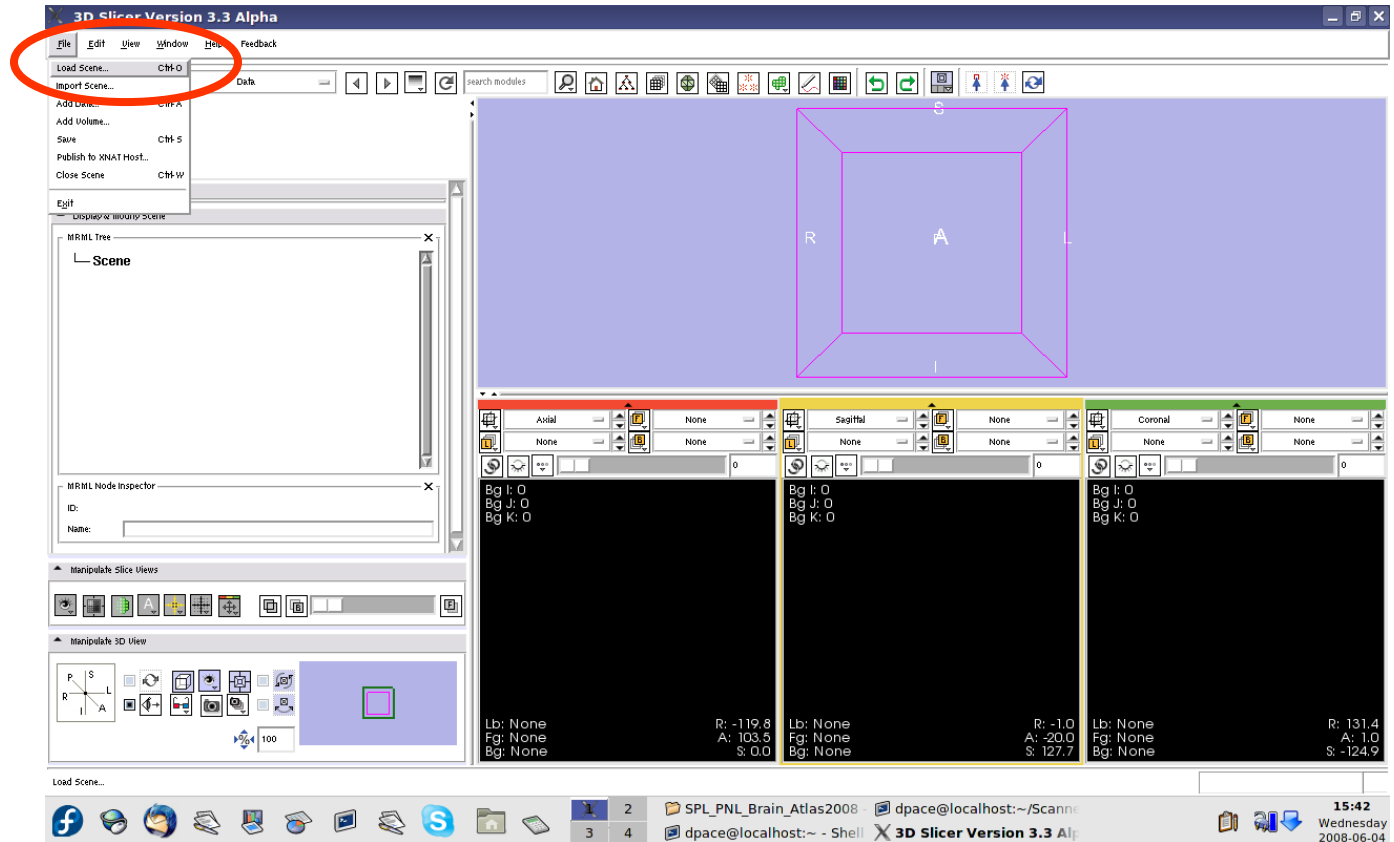 3D Slicer Version 3.3 Alpha
File Edit View Window Help Feedback
Load Scene... Ctrl-O
Import Scene...
Add Data... Ctrl-A
Add Volume...
Save Ctrl-S
Publish to XNAT Host...
Close Scene Ctrl-W
Exit
Data
search modules
Display & Modify Scene
MRML Tree
Scene
MRML Node Inspector
ID:
Name:
Manipulate Slice Views
Manipulate 3D View
P S
R L
I A
100
S
R A L
I
Axial None
None None
0
Bg I: 0
Bg J: 0
Bg K: 0
Lb: None R: -119.8
Fg: None A: 103.5
Bg: None S: 0.0
Sagittal None
None None
0
Bg I: 0
Bg J: 0
Bg K: 0
Lb: None R: -1.0
Fg: None A: -20.0
Bg: None S: 127.7
Coronal None
None None
0
Bg I: 0
Bg J: 0
Bg K: 0
Lb: None R: 131.4
Fg: None A: 1.0
Bg: None S: -124.9
Load Scene...
1 2
3 4
SPL_PNL_Brain_Atlas2008 -
dpace@localhost:~/Scanne
dpace@localhost:~ - Shell
3D Slicer Version 3.3 Alp
15:42
Wednesday
2008-06-04